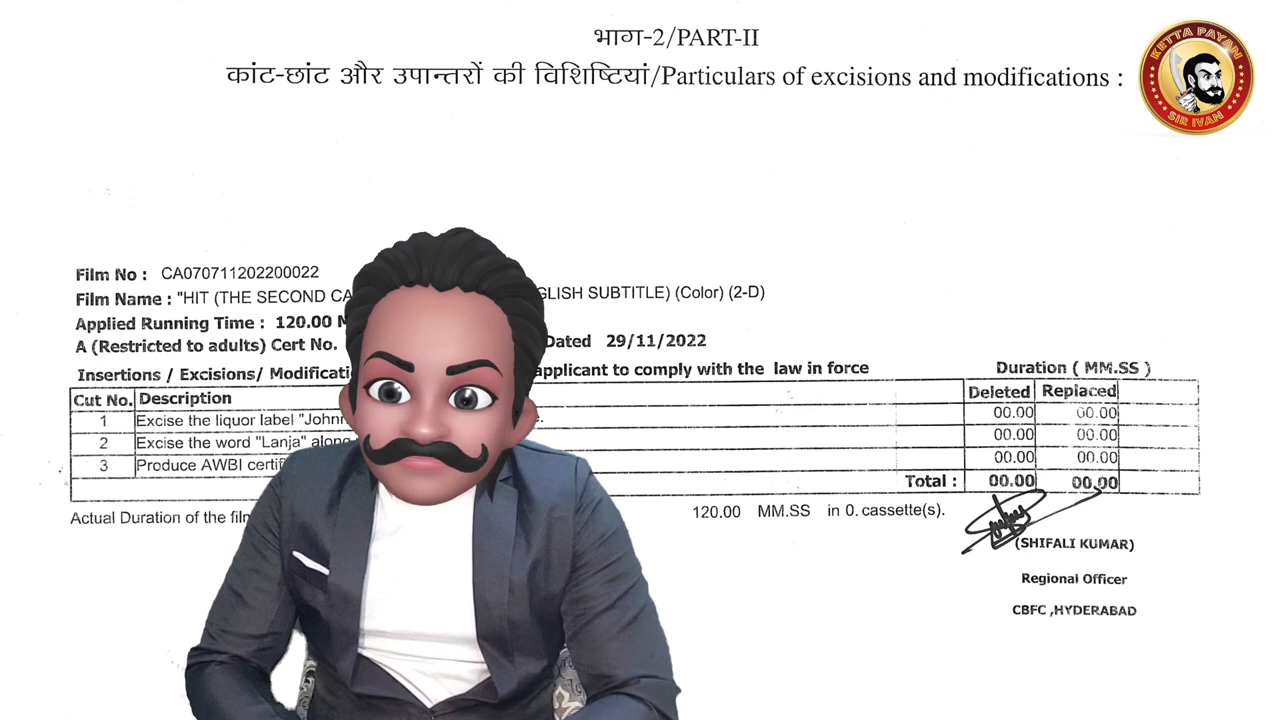 भाग-2/PART-II
कांट-छांट और उपान्तरों की विशिष्टियां/Particulars of excisions and modifications :
KETTA PAYAN
SIR IVAN
Film No : CA070711202200022
Film Name : "HIT (THE SECOND CA GLISH SUBTITLE) (Color) (2-D)
Applied Running Time : 120.00 M
A (Restricted to adults) Cert No. Dated 29/11/2022
Insertions / Excisions/ Modificati applicant to comply with the law in force Duration ( MM.SS )
Cut No. Description Deleted Replaced
1 Excise the liquor label "John 00.00 00.00
2 Excise the word "Lanja" along 00.00 00.00
3 Produce AWBI certif 00.00 00.00
Total : 00.00 00.00
Actual Duration of the film 120.00 MM.SS in 0. cassette(s).
(SHIFALI KUMAR)
Regional Officer
CBFC ,HYDERABAD